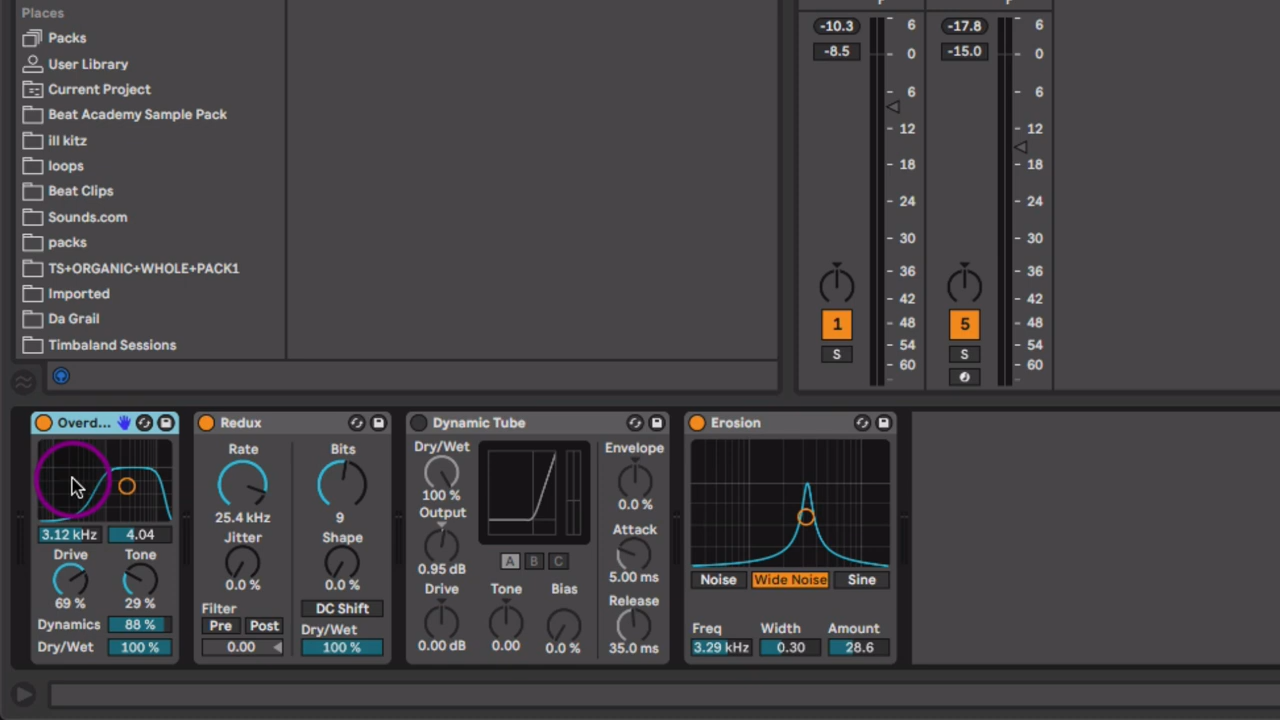 Places
Packs
User Library
Current Project
Beat Academy Sample Pack
ill kitz
loops
Beat Clips
Sounds.com
packs
TS+ORGANIC+WHOLE+PACK1
Imported
Da Grail
Timbaland Sessions
-10.3
-8.5
6
0
6
12
18
24
30
36
42
48
54
60
1
S
-17.8
-15.0
6
0
6
12
18
24
30
36
42
48
54
60
5
S
Overd...
3.12 kHz 4.04
Drive Tone
69 % 29 %
Dynamics 88 %
Dry/Wet 100 %
Redux
Rate Bits
25.4 kHz 9
Jitter Shape
0.0 % 0.0 %
Filter DC Shift
Pre Post Dry/Wet
0.00 100 %
Dynamic Tube
Dry/Wet
100 %
Output
0.95 dB
A B C
Drive Tone Bias
0.00 dB 0.00 0.0 %
Envelope
0.0 %
Attack
5.00 ms
Release
35.0 ms
Erosion
Noise Wide Noise Sine
Freq Width Amount
3.29 kHz 0.30 28.6